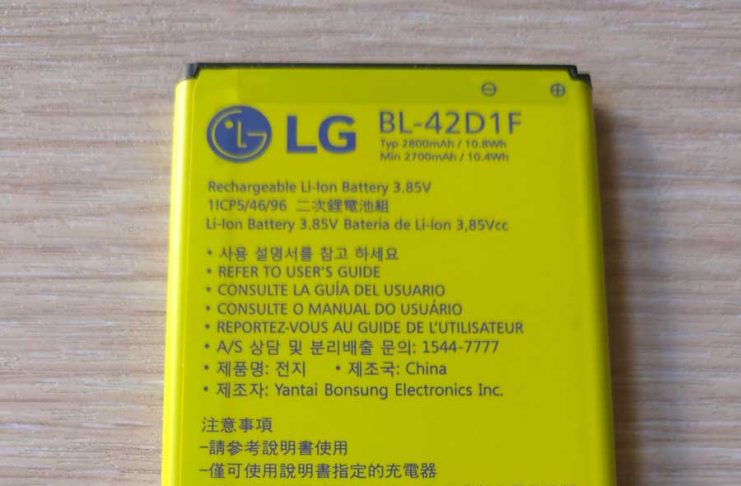 LG BL-42D1F
Typ 2800mAh / 10.8Wh
Min 2700mAh / 10.4Wh
Rechargeable Li-Ion Battery 3.85V
1ICP5/46/96 二次鋰電池組
Li-Ion Battery 3.85V Bateria de Li-Ion 3,85Vcc
• 사용 설명서를 참고 하세요
• REFER TO USER'S GUIDE
• CONSULTE LA GUÍA DEL USUARIO
• CONSULTE O MANUAL DO USUÁRIO
• REPORTEZ-VOUS AU GUIDE DE L'UTILISATEUR
• A/S 상담 및 분리배출 문의: 1544-7777
• 제품명: 전지 • 제조국: China
• 제조자: Yantai Bonsung Electronics Inc.
注意事項
–請參考說明書使用
–僅可使用說明書指定的充電器